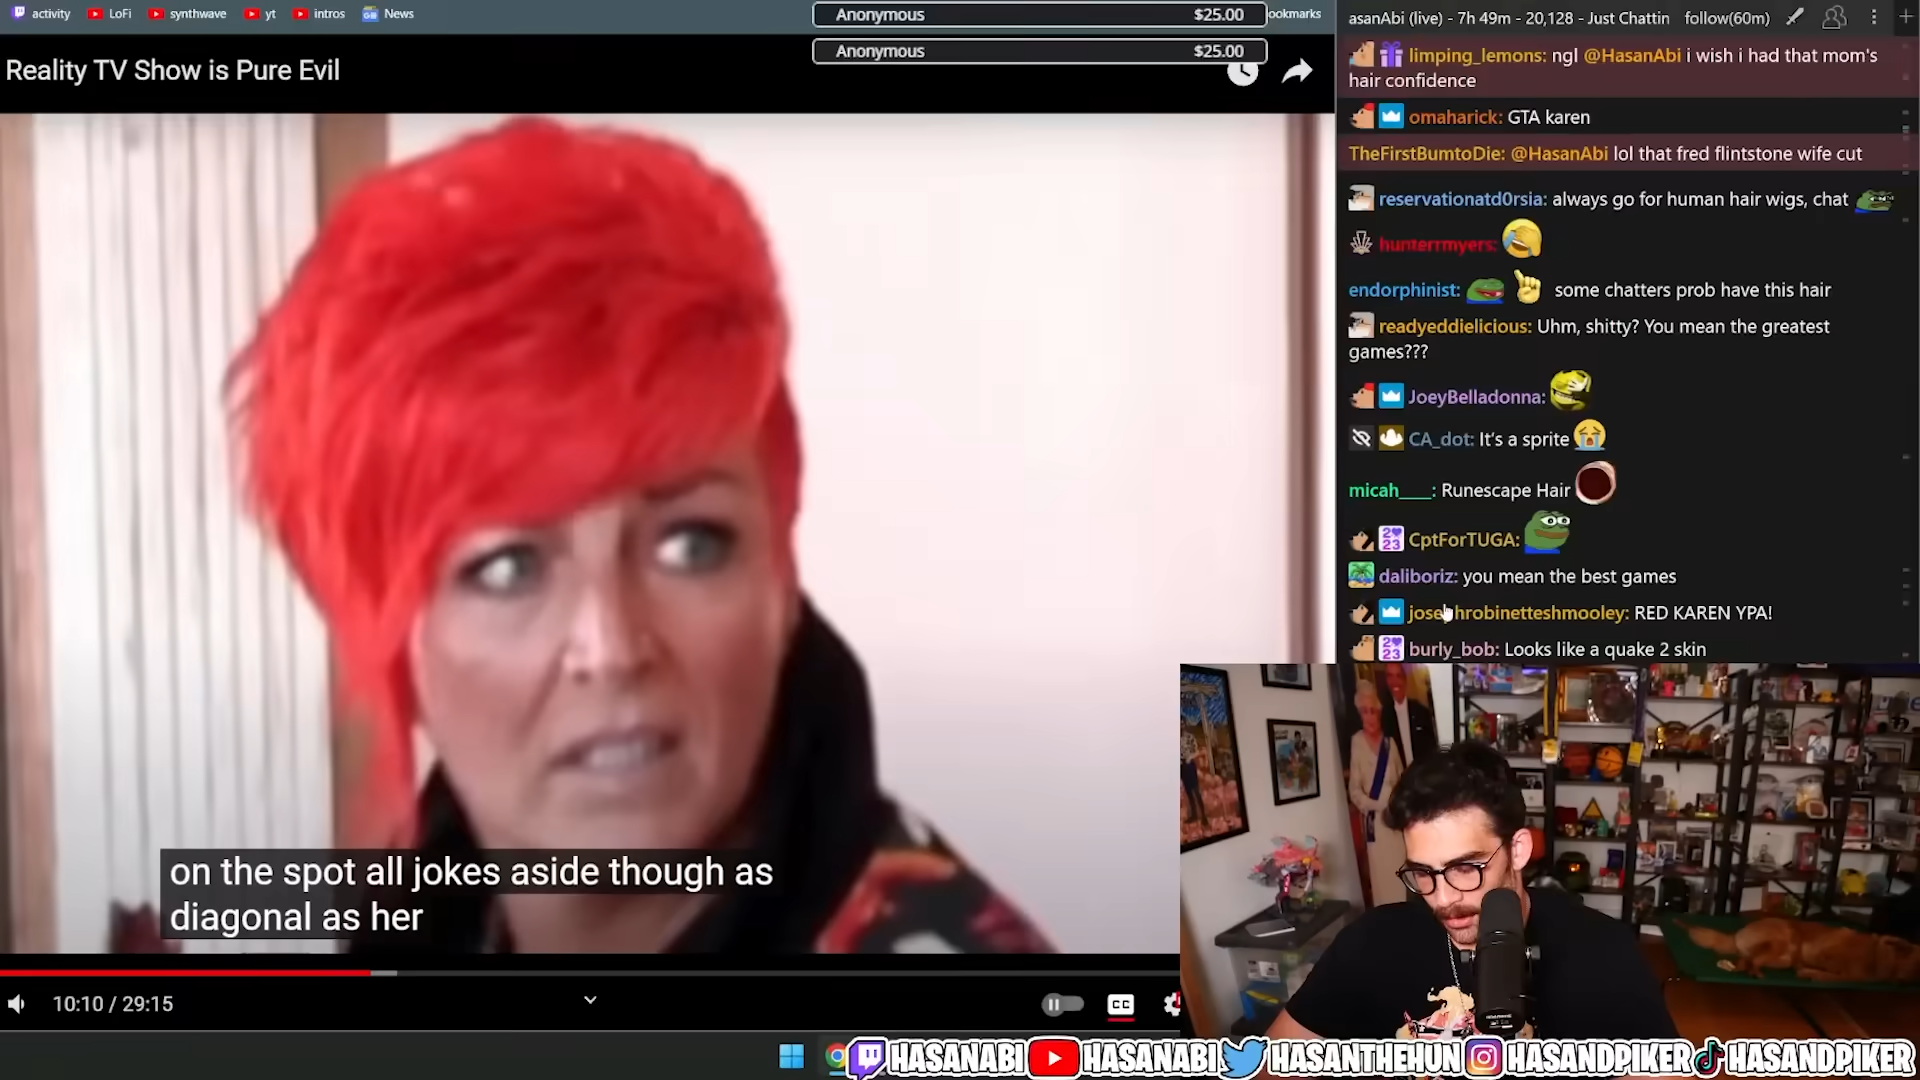 activity
LoFi
synthwave
yt
intros
News
Anonymous $25.00
ookmarks
Anonymous $25.00
Reality TV Show is Pure Evil
on the spot all jokes aside though as
diagonal as her
10:10 / 29:15
CC
asanAbi (live) - 7h 49m - 20,128 - Just Chattin
follow(60m)
limping_lemons: ngl @HasanAbi i wish i had that mom's
hair confidence
omaharick: GTA karen
TheFirstBumtoDie: @HasanAbi lol that fred flintstone wife cut
reservationatd0rsia: always go for human hair wigs, chat
hunterrmyers:
endorphinist: some chatters prob have this hair
readyeddielicious: Uhm, shitty? You mean the greatest
games???
JoeyBelladonna:
CA_dot: It's a sprite
micah___: Runescape Hair
CptForTUGA:
daliboriz: you mean the best games
josephrobinetteshmooley: RED KAREN YPA!
burly_bob: Looks like a quake 2 skin
HASANABI
HASANABI
HASANTHEHUN
HASANDPIKER
HASANDPIKER